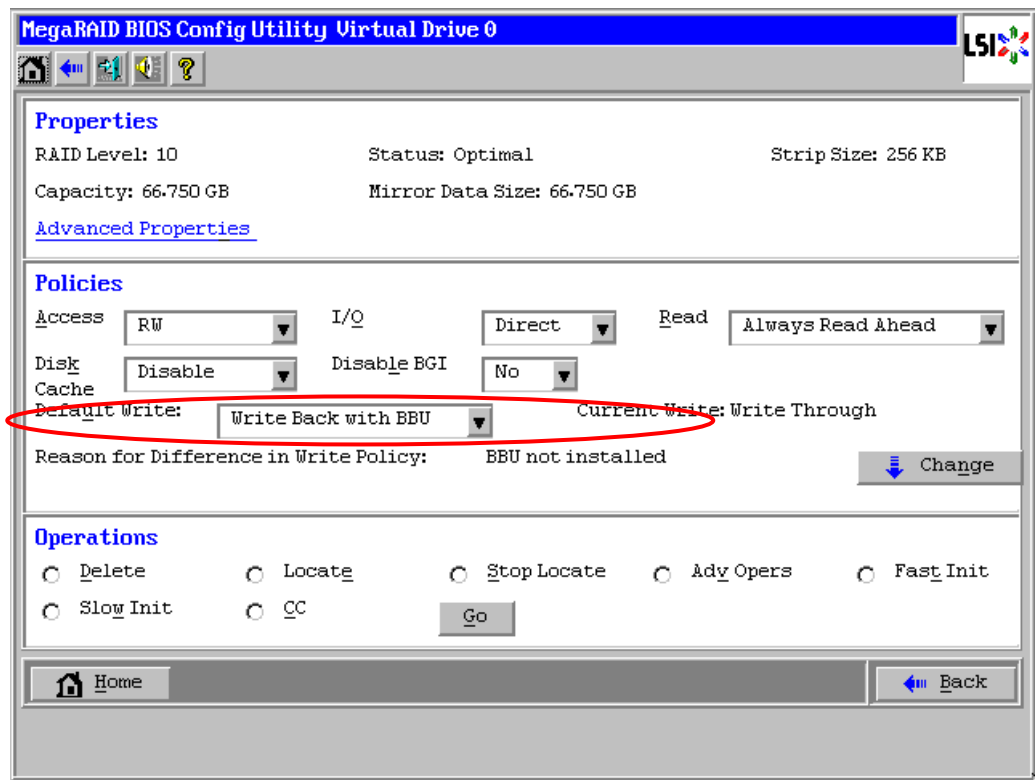 MegaRAID BIOS Config Utility Virtual Drive 0
LSI
Properties
RAID Level: 10 Status: Optimal Strip Size: 256 KB
Capacity: 66.750 GB Mirror Data Size: 66.750 GB
Advanced Properties
Policies
Access RW I/O Direct Read Always Read Ahead
Disk Cache Disable Disable BGI No
Default Write: Write Back with BBU Current Write: Write Through
Reason for Difference in Write Policy: BBU not installed Change
Operations
Delete Locate Stop Locate Adv Opers Fast Init
Slow Init CC Go
Home Back